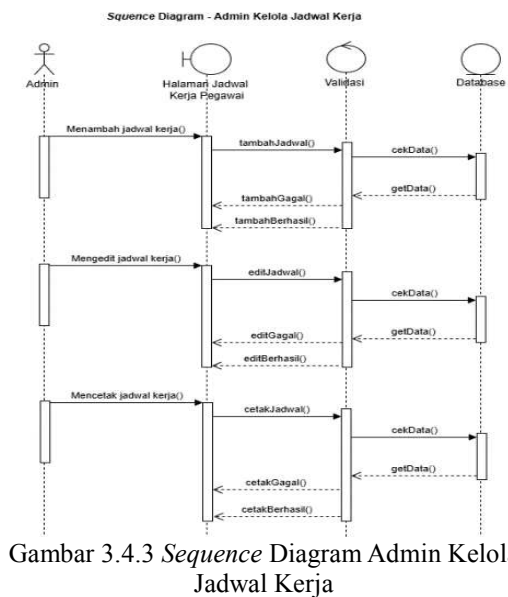 Squence Diagram - Admin Kelola Jadwal Kerja
Admin
Halaman Jadwal
Kerja Pegawai
Validasi
Database
Menambah jadwal kerja()
tambahJadwal()
cekData()
getData()
tambahGagal()
tambahBerhasil()
Mengedit jadwal kerja()
editJadwal()
cekData()
getData()
editGagal()
editBerhasil()
Mencetak jadwal kerja()
cetakJadwal()
cekData()
getData()
cetakGagal()
cetakBerhasil()
Gambar 3.4.3 Sequence Diagram Admin Kelola
Jadwal Kerja